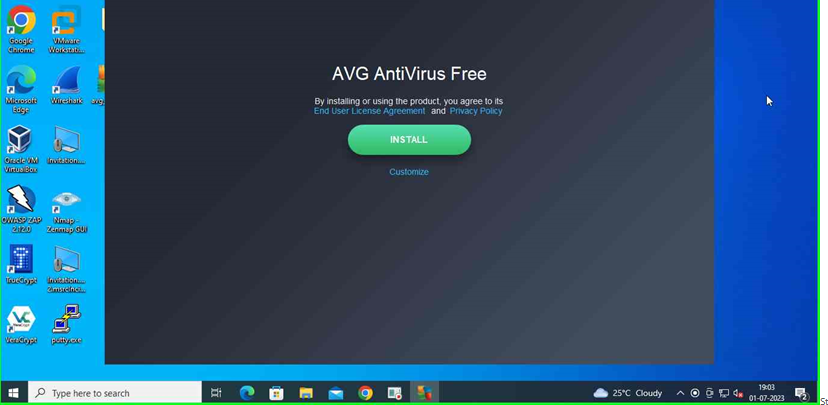 AVG AntiVirus Free
By installing or using the product, you agree to its
End User License Agreement and Privacy Policy
INSTALL
Customize
Google
Chrome
VMware
Workstati...
Microsoft
Edge
Wireshark
avg
Oracle VM
VirtualBox
Invitation....
OWASP ZAP
2.12.0
Nmap -
Zenmap GUI
TrueCrypt
Invitation....
VeraCrypt
putty.exe
Type here to search
25°C Cloudy
19:03
01-07-2023
2
St